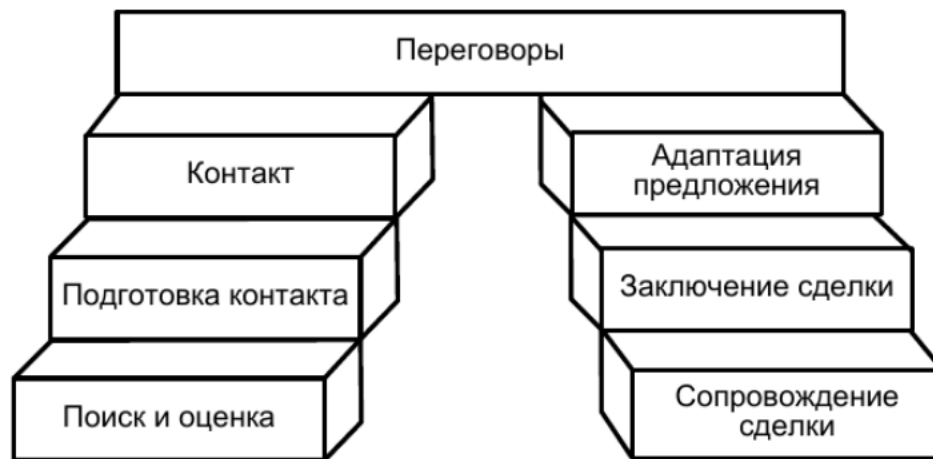 Переговоры
Контакт
Подготовка контакта
Поиск и оценка
Адаптация
предложения
Заключение сделки
Сопровождение
сделки